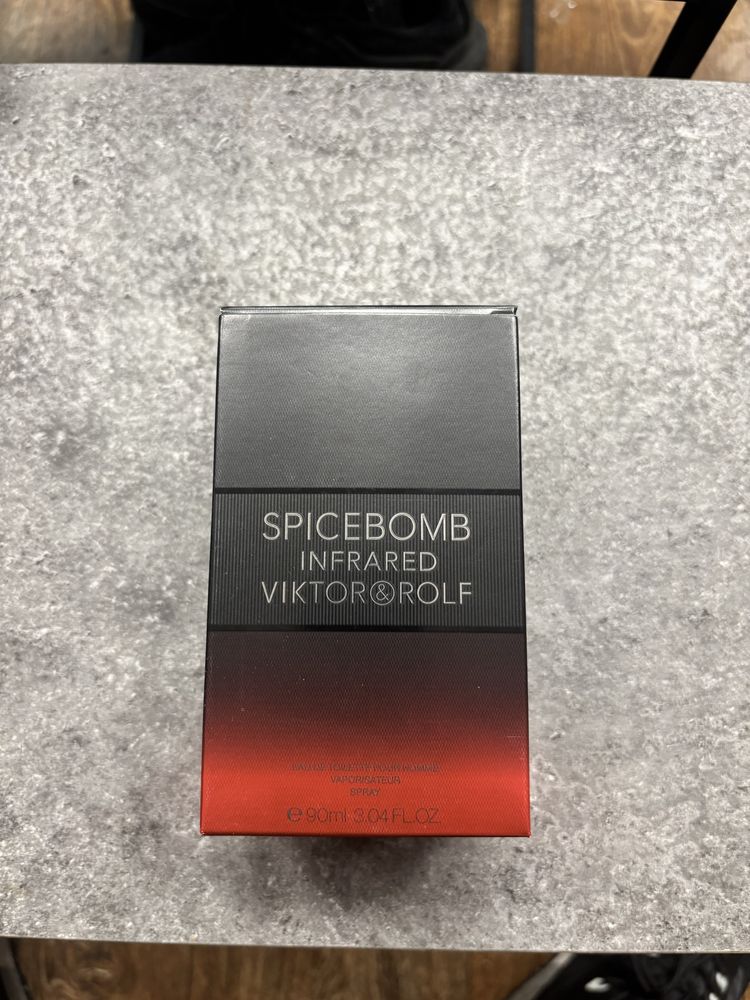 SPICEBOMB
INFRARED
VIKTOR&ROLF
EAU DE TOILETTE POUR HOMME
VAPORISATEUR
SPRAY
℮ 90ml 3.04 FL.OZ.